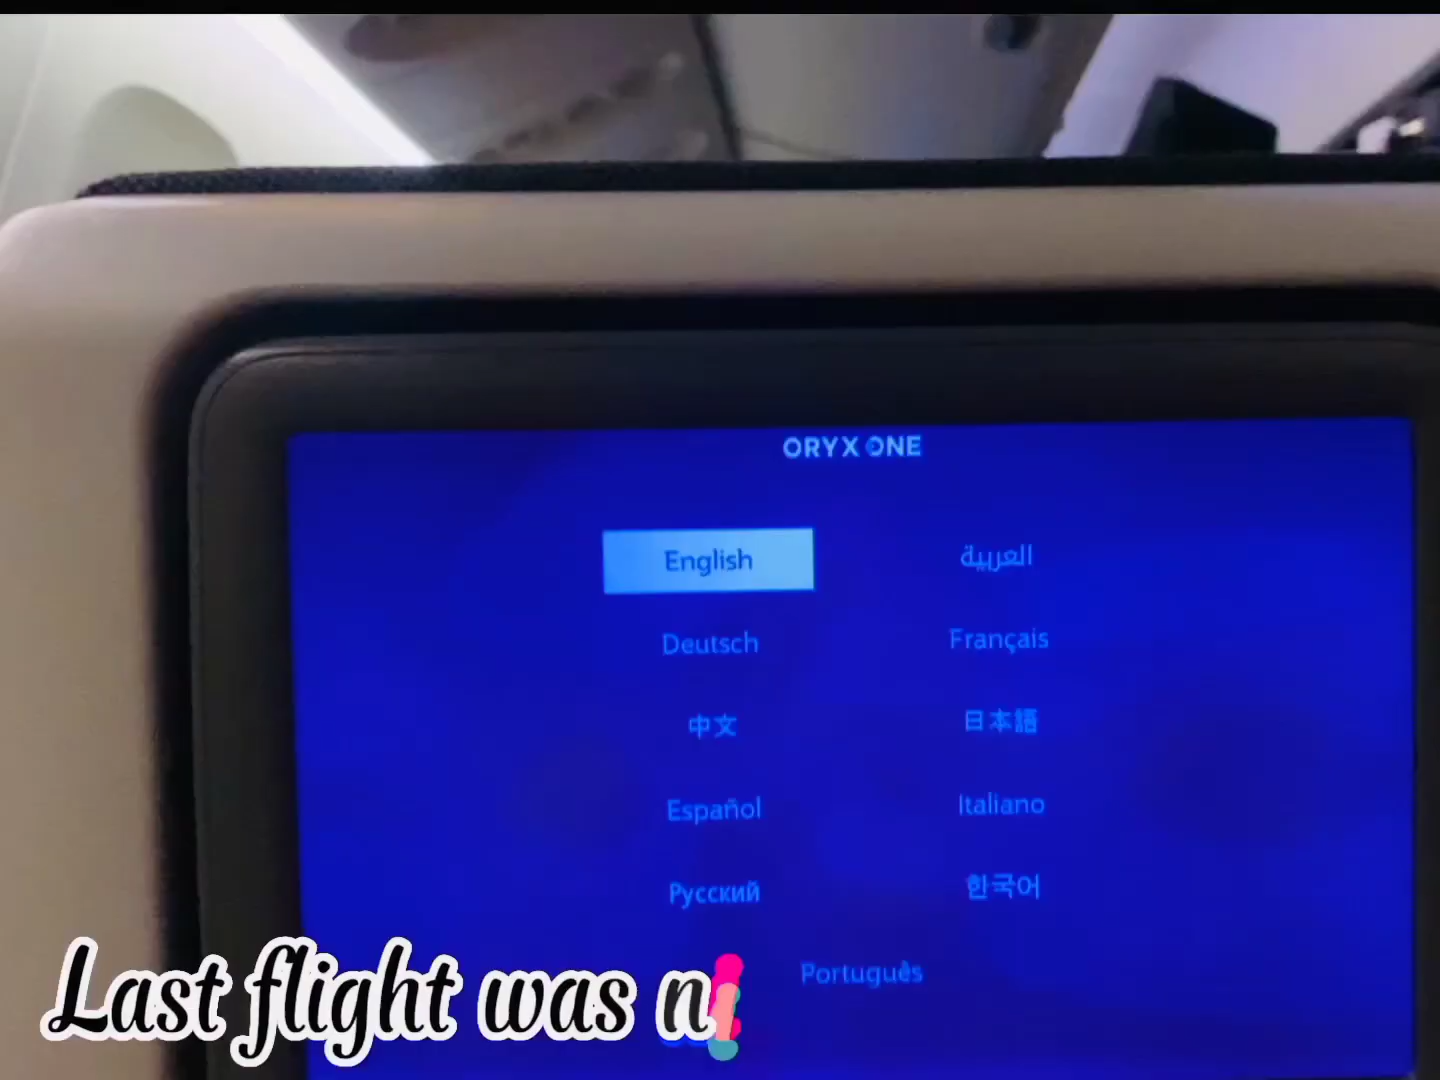 ORYX ONE
English العربية
Deutsch Français
中文 日本語
Español Italiano
Русский 한국어
Português
Last flight was n